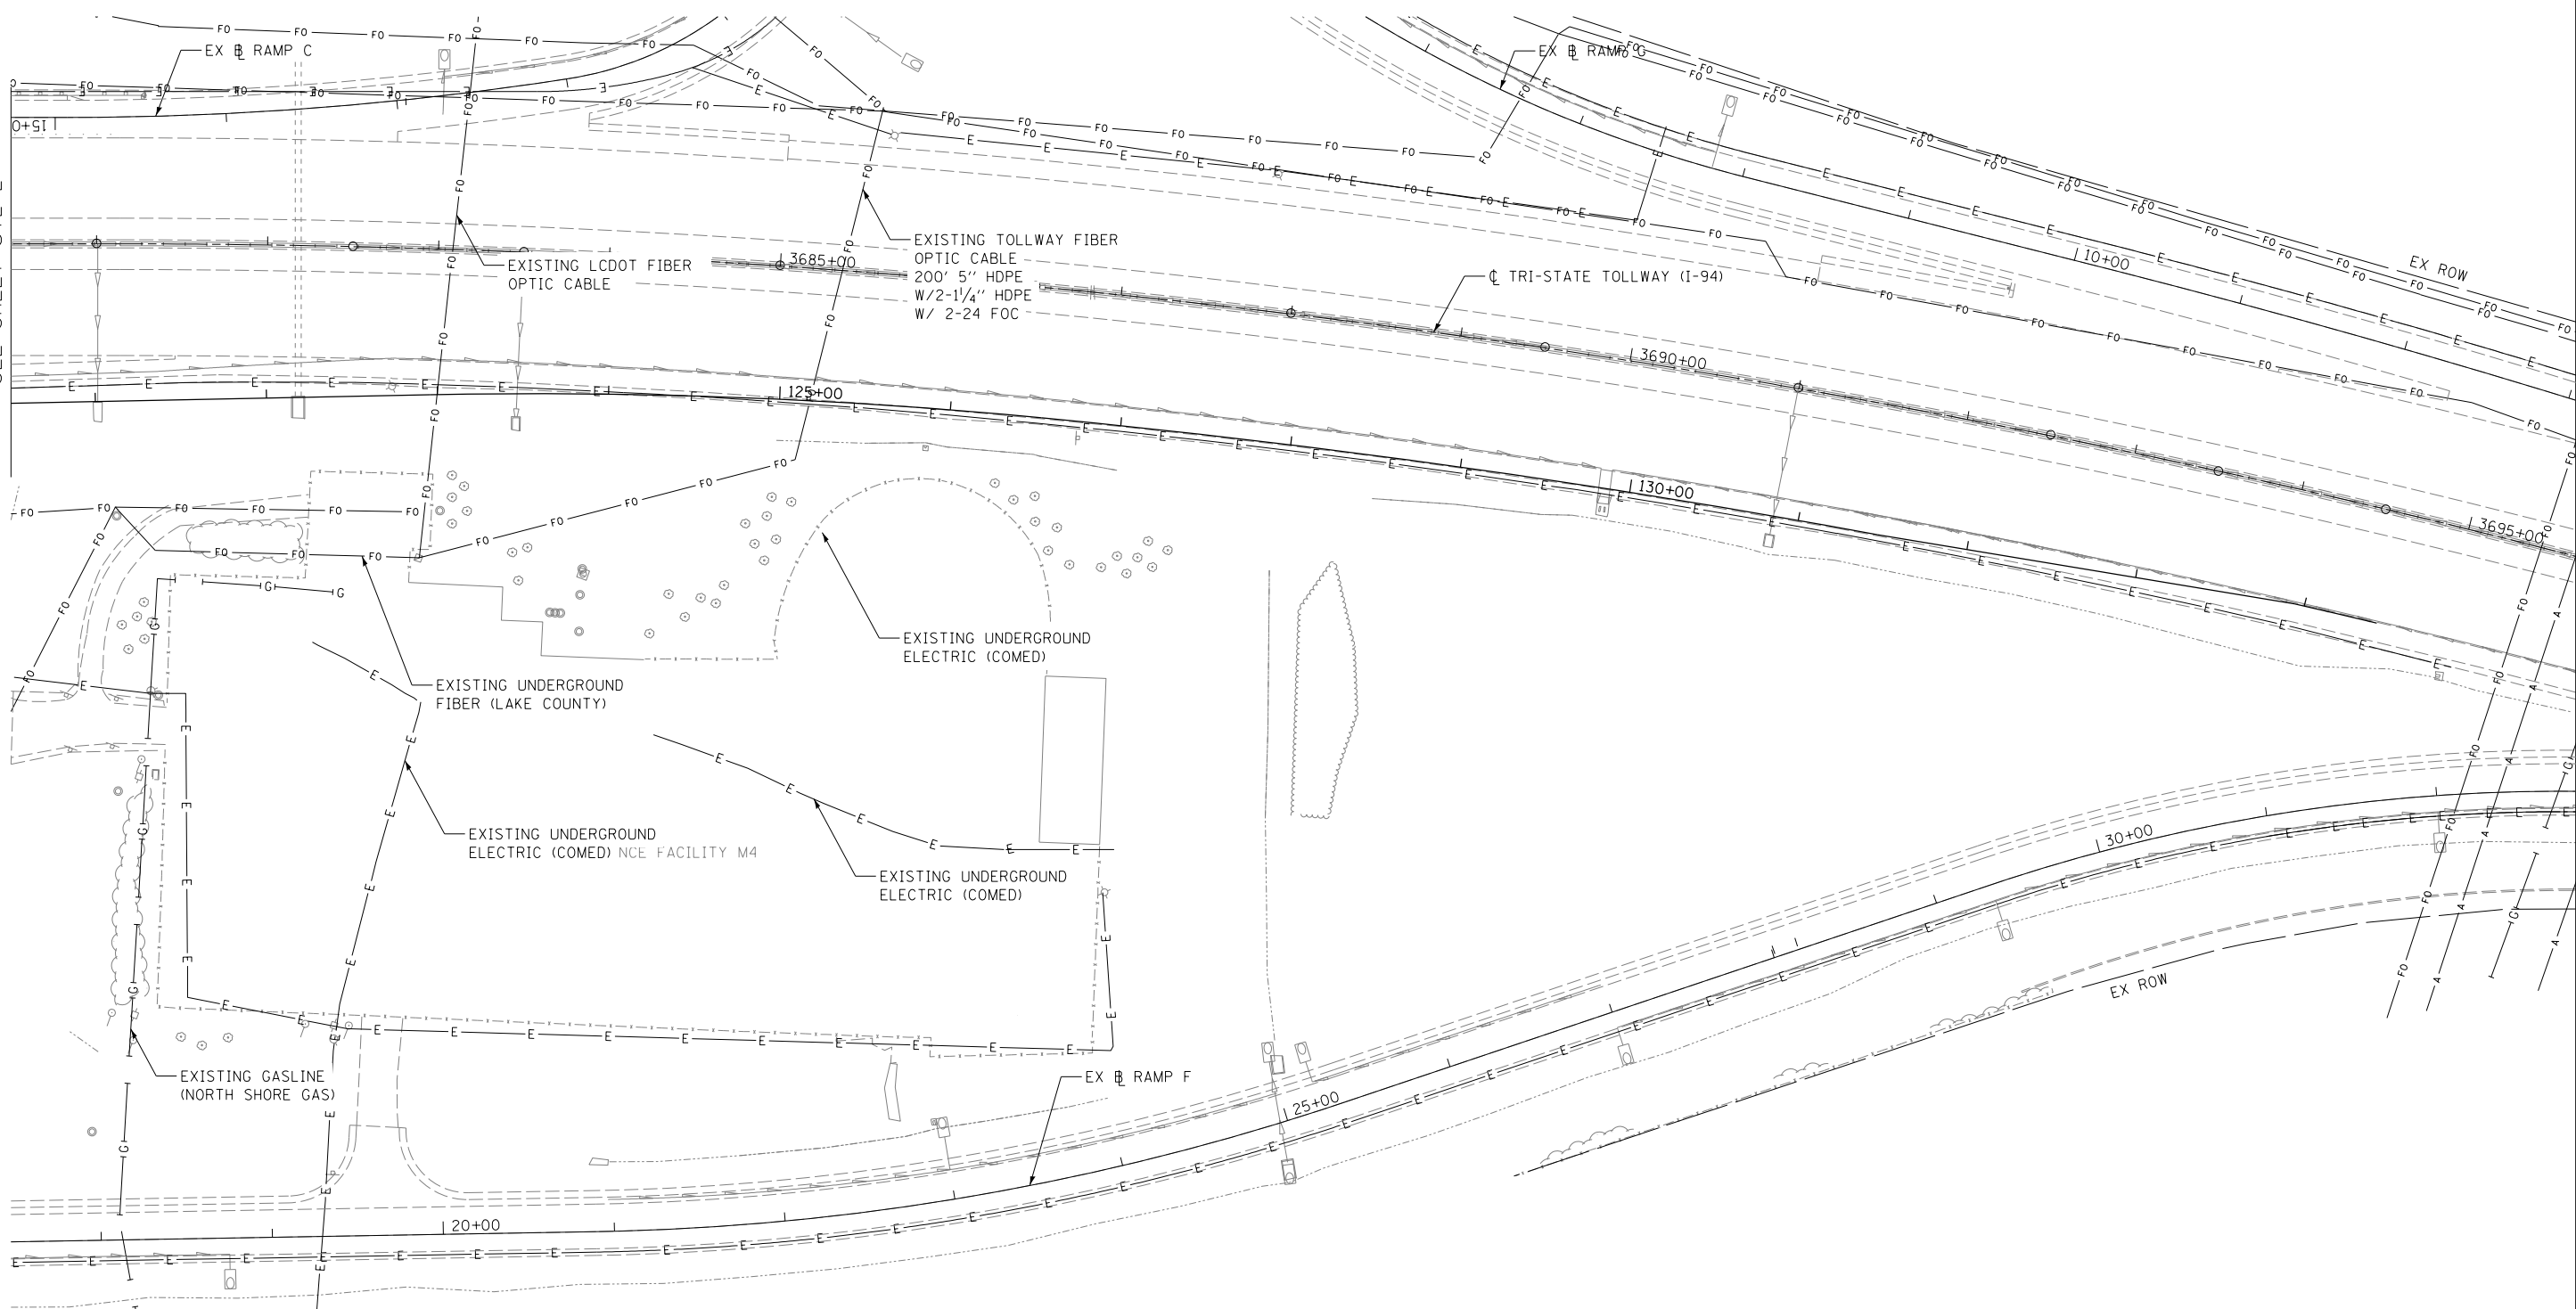 EX BL RAMP C
EX BL RAMP G
15+0
EXISTING LCDOT FIBER
OPTIC CABLE
3685+00
EXISTING TOLLWAY FIBER
OPTIC CABLE
200' 5'' HDPE
W/2-1¼'' HDPE
W/ 2-24 FOC
℄ TRI-STATE TOLLWAY (I-94)
10+00
EX ROW
3690+00
125+00
130+00
3695+00
EXISTING UNDERGROUND
ELECTRIC (COMED)
EXISTING UNDERGROUND
FIBER (LAKE COUNTY)
EXISTING UNDERGROUND
ELECTRIC (COMED) NCE FACILITY M4
EXISTING UNDERGROUND
ELECTRIC (COMED)
30+00
EX ROW
EXISTING GASLINE
(NORTH SHORE GAS)
EX BL RAMP F
25+00
20+00
FO
E
G
A